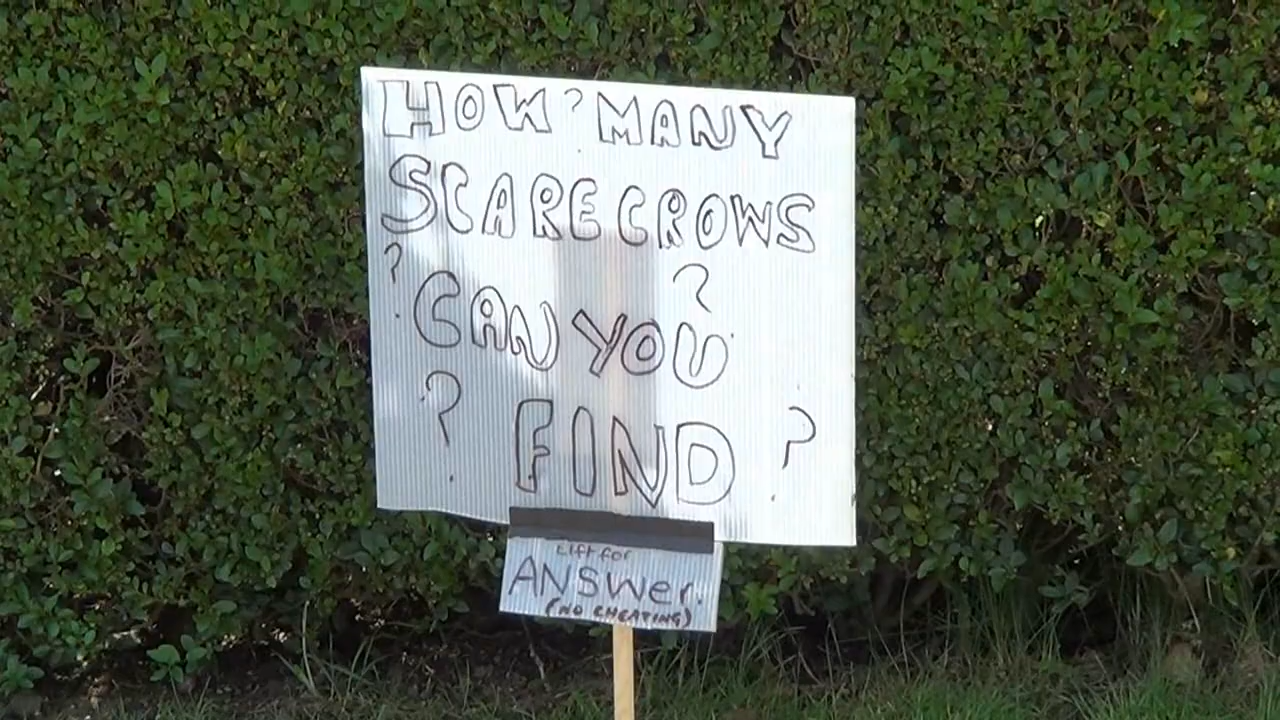 HOW ? MANY
SCARECROWS
? ?
CAN YOU
? FIND ?
Lift for
ANSWer.
(NO CHEATING)